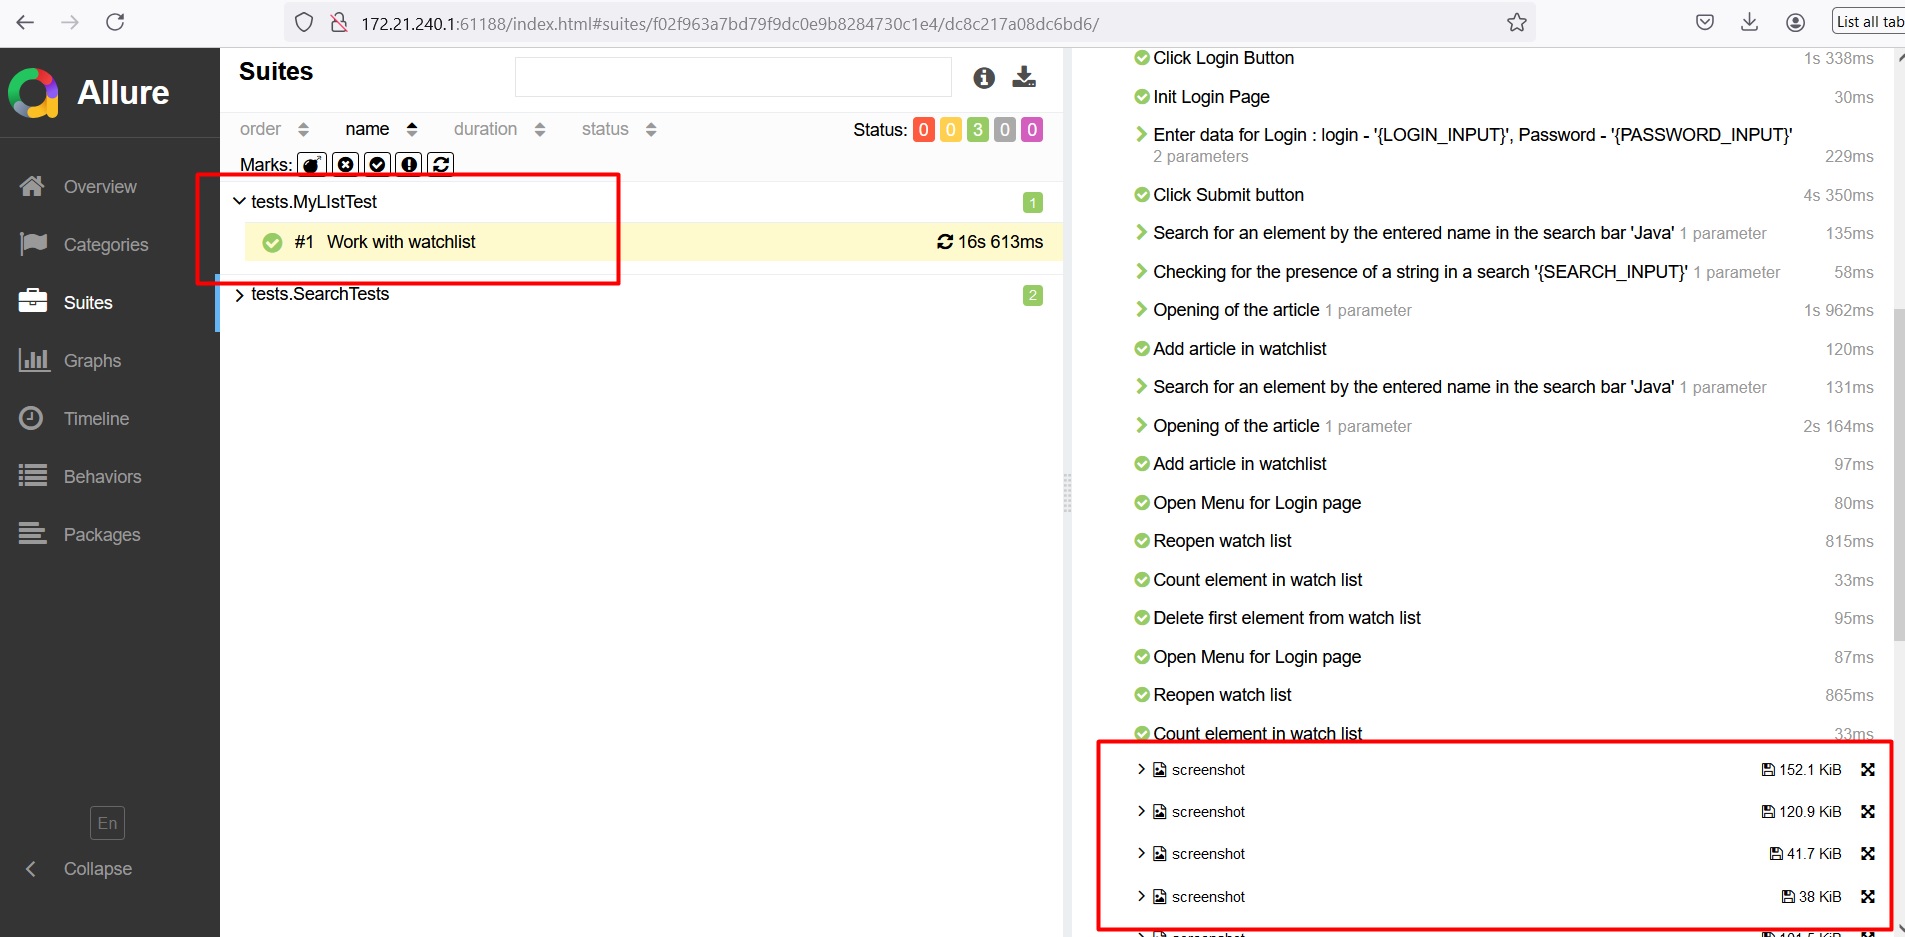 172.21.240.1:61188/index.html#suites/f02f963a7bd79f9dc0e9b8284730c1e4/dc8c217a08dc6bd6/
List all tab
Allure
Overview
Categories
Suites
Graphs
Timeline
Behaviors
Packages
En
Collapse
Suites
order name duration status Status: 0 0 3 0 0
Marks:
tests.MyLIstTest 1
#1 Work with watchlist 16s 613ms
tests.SearchTests 2
Click Login Button 1s 338ms
Init Login Page 30ms
Enter data for Login : login - '{LOGIN_INPUT}', Password - '{PASSWORD_INPUT}'
2 parameters 229ms
Click Submit button 4s 350ms
Search for an element by the entered name in the search bar 'Java' 1 parameter 135ms
Checking for the presence of a string in a search '{SEARCH_INPUT}' 1 parameter 58ms
Opening of the article 1 parameter 1s 962ms
Add article in watchlist 120ms
Search for an element by the entered name in the search bar 'Java' 1 parameter 131ms
Opening of the article 1 parameter 2s 164ms
Add article in watchlist 97ms
Open Menu for Login page 80ms
Reopen watch list 815ms
Count element in watch list 33ms
Delete first element from watch list 95ms
Open Menu for Login page 87ms
Reopen watch list 865ms
Count element in watch list 33ms
screenshot 152.1 KiB
screenshot 120.9 KiB
screenshot 41.7 KiB
screenshot 38 KiB